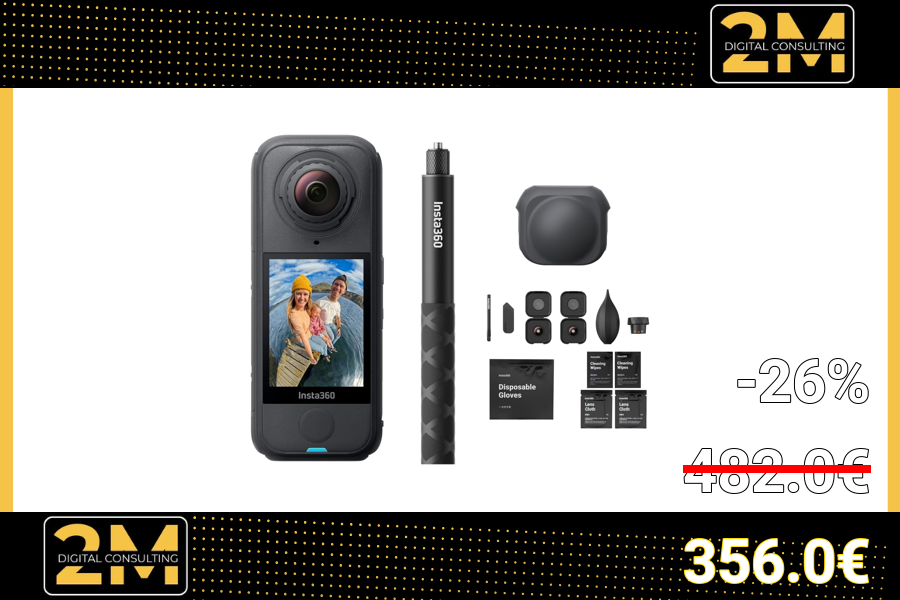 2M
DIGITAL CONSULTING
Insta360
Insta360
Disposable
Gloves
Cleaning
Wipes
Cleaning
Wipes
Lens
Cloth
Lens
Cloth
-26%
482.0€
2M
DIGITAL CONSULTING
356.0€